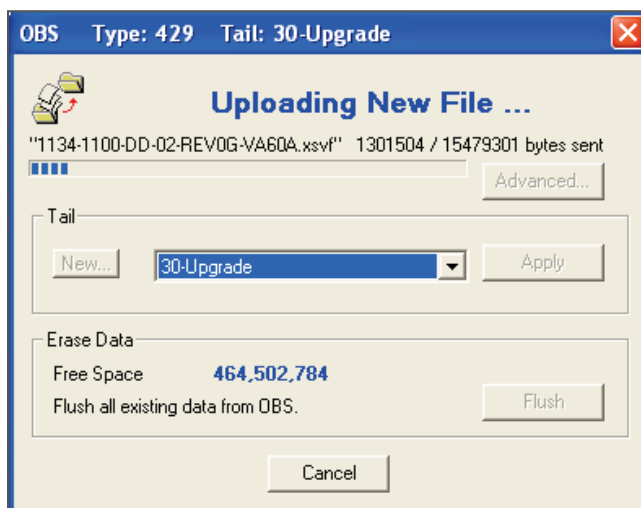 OBS Type: 429 Tail: 30-Upgrade
Uploading New File ...
"1134-1100-DD-02-REV0G-VA60A.xsvf" 1301504 / 15479301 bytes sent
Advanced...
Tail
New... 30-Upgrade Apply
Erase Data
Free Space 464,502,784
Flush all existing data from OBS. Flush
Cancel